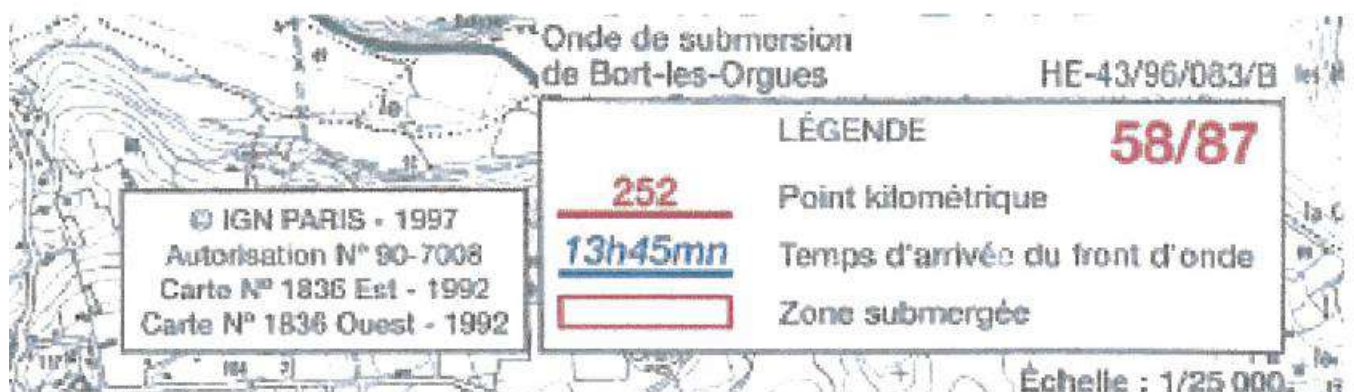 Onde de submersion
de Bort-les-Orgues HE-43/96/083/B
LÉGENDE 58/87
252 Point kilométrique
13h45mn Temps d'arrivée du front d'onde
Zone submergée
© IGN PARIS - 1997
Autorisation N° 90-7008
Carte Nº 1836 Est - 1992
Carte Nº 1836 Ouest - 1992
Échelle : 1/25 000